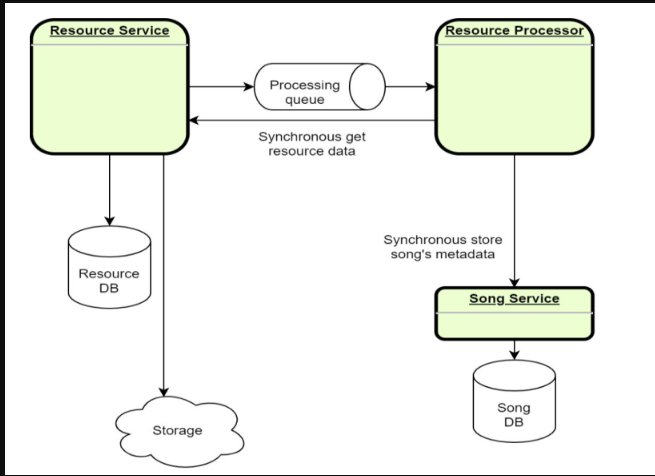 Resource Service
Resource Processor
Processing
queue
Synchronous get
resource data
Synchronous store
song's metadata
Resource
DB
Song Service
Song
DB
Storage